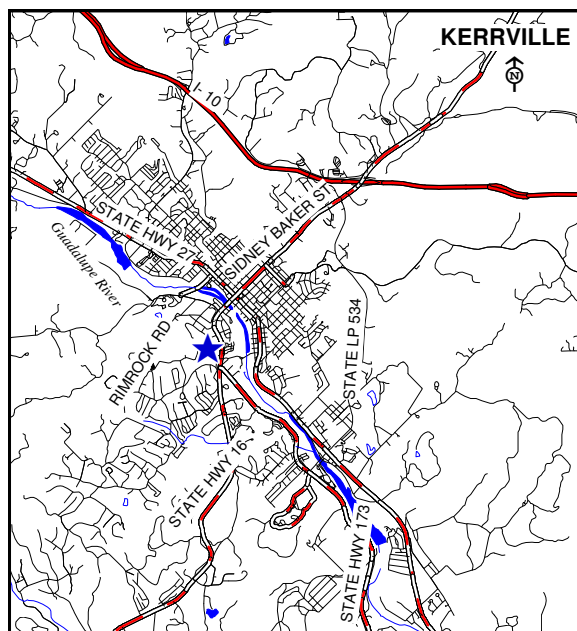 KERRVILLE
N
I-10
SIDNEY BAKER ST
STATE HWY 27
Guadalupe River
RIMROCK RD
STATE LP 534
STATE HWY 16
STATE HWY 173